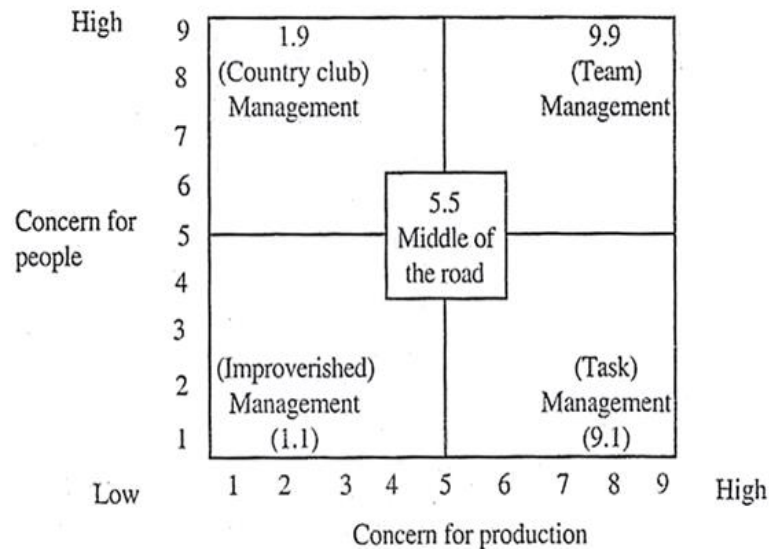 High
9
8
7
6
5
4
3
2
1
Concern for
people
1.9
(Country club)
Management
9.9
(Team)
Management
5.5
Middle of
the road
(Improverished)
Management
(1.1)
(Task)
Management
(9.1)
Low
1 2 3 4 5 6 7 8 9
High
Concern for production